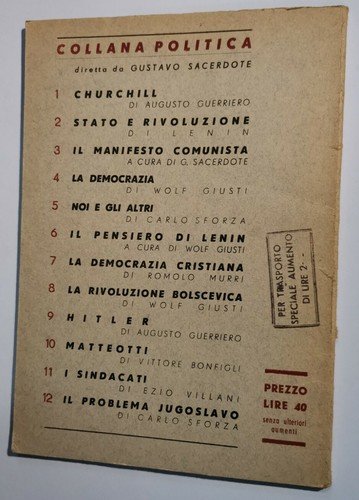 COLLANA POLITICA
diretta da GUSTAVO SACERDOTE
1 CHURCHILL
DI AUGUSTO GUERRIERO
2 STATO E RIVOLUZIONE
DI LENIN
3 IL MANIFESTO COMUNISTA
A CURA DI G. SACERDOTE
4 LA DEMOCRAZIA
DI WOLF GIUSTI
5 NOI E GLI ALTRI
DI CARLO SFORZA
6 IL PENSIERO DI LENIN
A CURA DI WOLF GIUSTI
7 LA DEMOCRAZIA CRISTIANA
DI ROMOLO MURRI
8 LA RIVOLUZIONE BOLSCEVICA
DI WOLF GIUSTI
9 HITLER
DI AUGUSTO GUERRIERO
10 MATTEOTTI
DI VITTORE BONFIGLI
11 I SINDACATI
DI EZIO VILLANI
12 IL PROBLEMA JUGOSLAVO
DI CARLO SFORZA
PER TRASPORTO
SPECIALE AUMENTO
DI LIRE 2.-
PREZZO
LIRE 40
senza ulteriori
aumenti